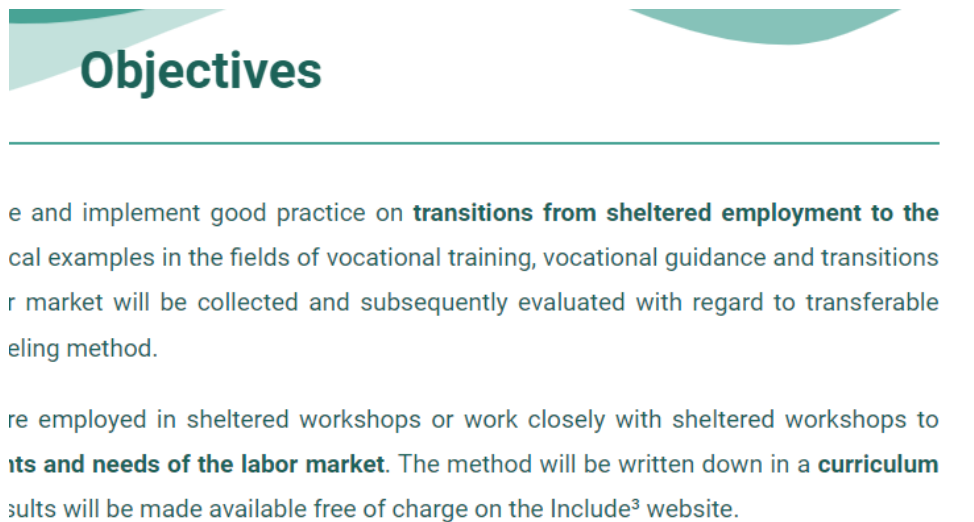 Objectives
e and implement good practice on transitions from sheltered employment to the
cal examples in the fields of vocational training, vocational guidance and transitions
r market will be collected and subsequently evaluated with regard to transferable
eling method.
re employed in sheltered workshops or work closely with sheltered workshops to
nts and needs of the labor market. The method will be written down in a curriculum
sults will be made available free of charge on the Include³ website.